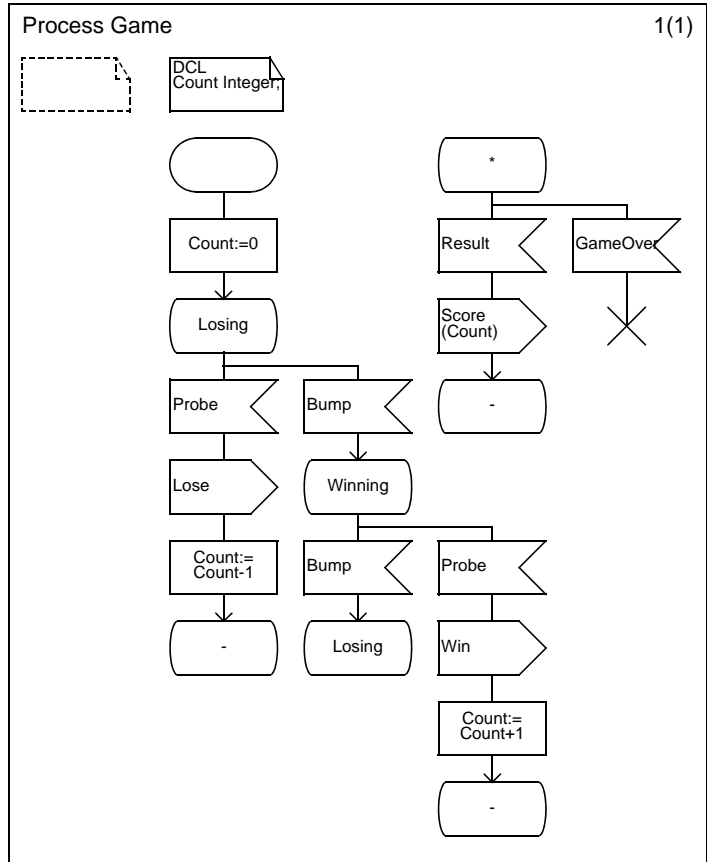 Process Game
1(1)
DCL
Count Integer;
*
Count:=0
Result
GameOver
Losing
Score
(Count)
Probe
Bump
-
Lose
Winning
Count:=
Count-1
Bump
Probe
-
Losing
Win
Count:=
Count+1
-